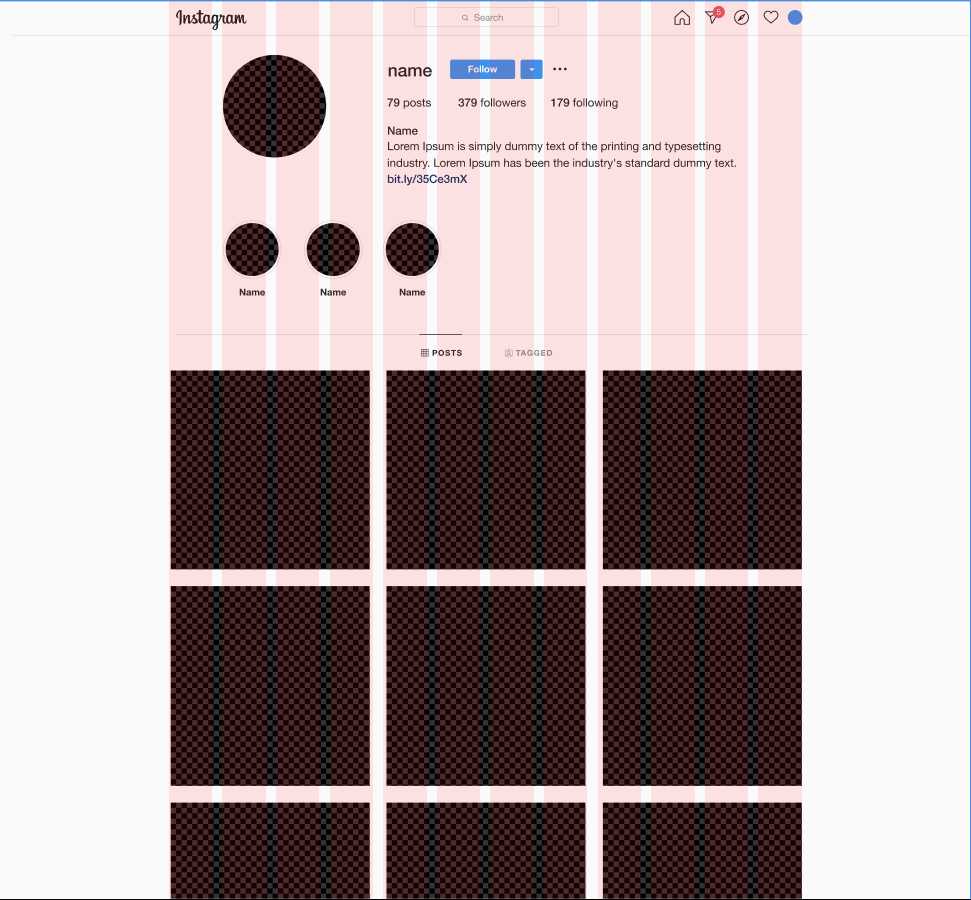 Instagram
Search
5
name
Follow
79 posts 379 followers 179 following
Name
Lorem Ipsum is simply dummy text of the printing and typesetting
industry. Lorem Ipsum has been the industry's standard dummy text.
bit.ly/35Ce3mX
Name Name Name
POSTS TAGGED